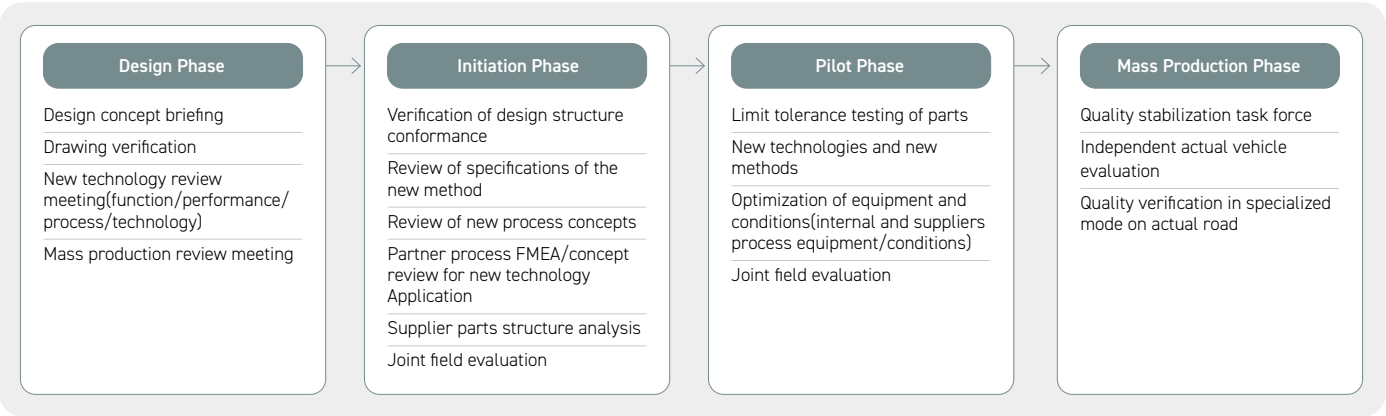 Design Phase
Design concept briefing
Drawing verification
New technology review
meeting(function/performance/
process/technology)
Mass production review meeting
Initiation Phase
Verification of design structure
conformance
Review of specifications of the
new method
Review of new process concepts
Partner process FMEA/concept
review for new technology
Application
Supplier parts structure analysis
Joint field evaluation
Pilot Phase
Limit tolerance testing of parts
New technologies and new
methods
Optimization of equipment and
conditions(internal and suppliers
process equipment/conditions)
Joint field evaluation
Mass Production Phase
Quality stabilization task force
Independent actual vehicle
evaluation
Quality verification in specialized
mode on actual road